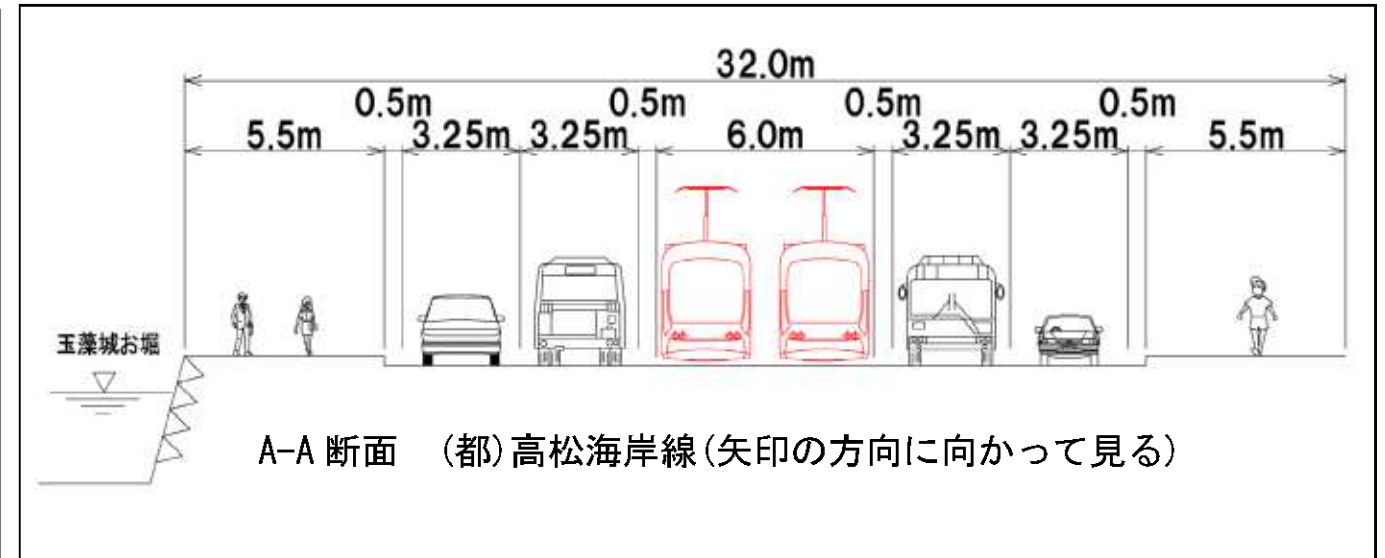 32.0m
0.5m 0.5m 0.5m 0.5m
5.5m 3.25m 3.25m 6.0m 3.25m 3.25m 5.5m
玉藻城お堀
A-A 断面 (都)高松海岸線(矢印の方向に向かって見る)